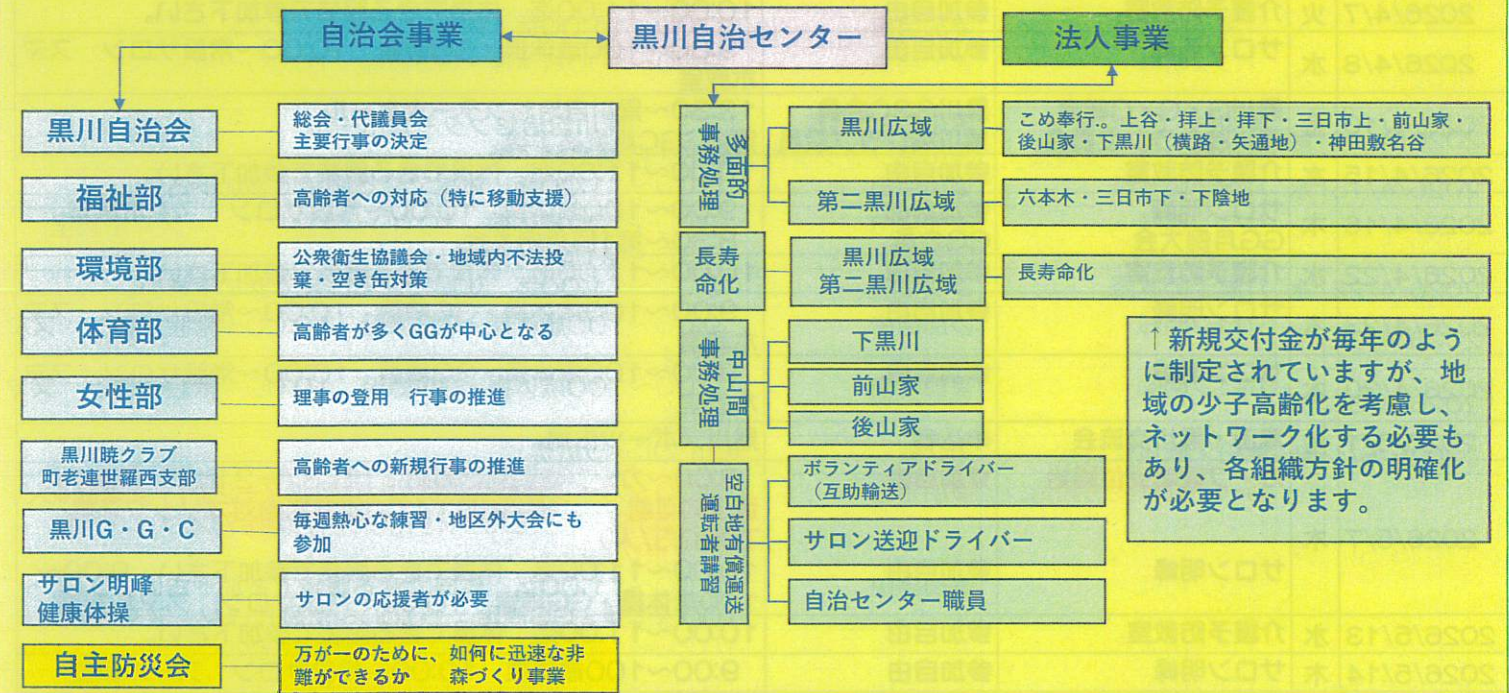 自治会事業
黒川自治センター
法人事業
黒川自治会
総会・代議員会
主要行事の決定
福祉部
高齢者への対応（特に移動支援）
環境部
公衆衛生協議会・地域内不法投
棄・空き缶対策
体育部
高齢者が多くGGが中心となる
女性部
理事の登用　行事の推進
黒川暁クラブ
町老連世羅西支部
高齢者への新規行事の推進
黒川G・G・C
毎週熱心な練習・地区外大会にも
参加
サロン明峰
健康体操
サロンの応援者が必要
自主防災会
万が一のために、如何に迅速な非
難ができるか　森づくり事業
多面的
事務処理
黒川広域
こめ奉行.。上谷・拝上・拝下・三日市上・前山家・
後山家・下黒川（横路・矢通地）・神田敷名谷
第二黒川広域
六本木・三日市下・下陰地
長寿
命化
黒川広域
第二黒川広域
長寿命化
中山間
事務処理
下黒川
前山家
後山家
空白地有償運送
運転者講習
ボランティアドライバー
（互助輸送）
サロン送迎ドライバー
自治センター職員
↑新規交付金が毎年のよう
に制定されていますが、地
域の少子高齢化を考慮し、
ネットワーク化する必要も
あり、各組織方針の明確化
が必要となります。